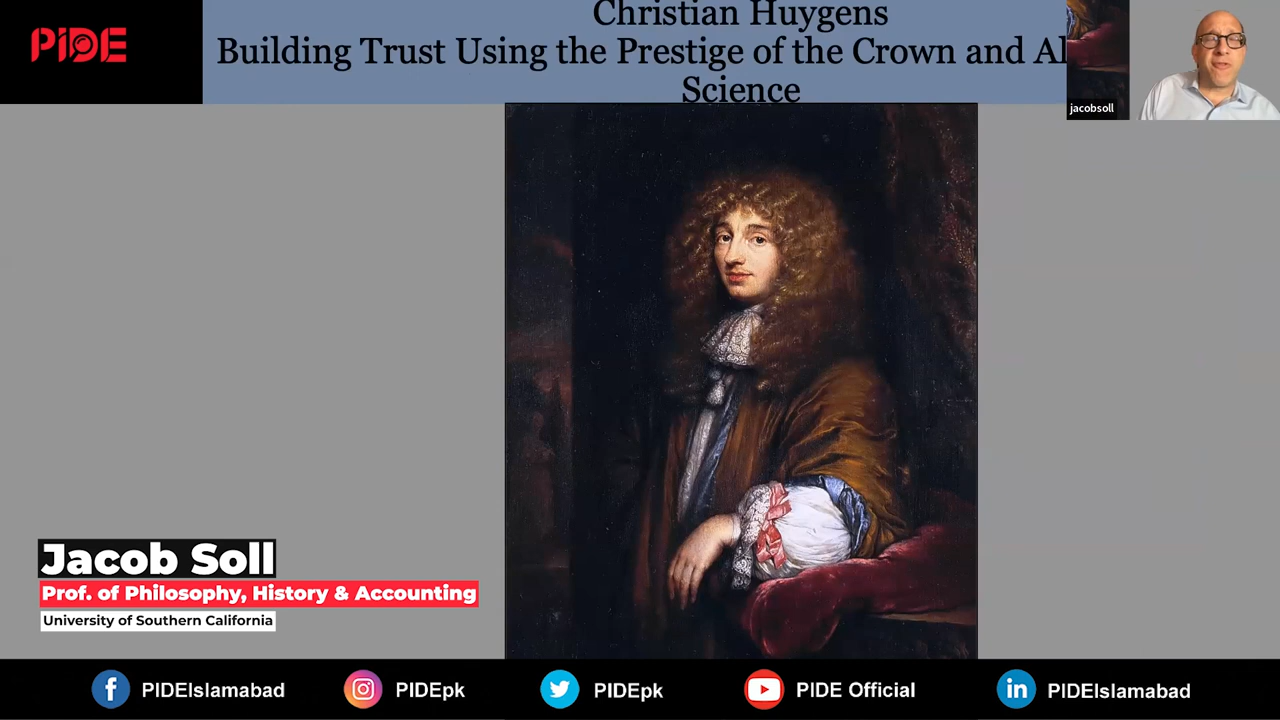 PIDE
Christian Huygens
Building Trust Using the Prestige of the Crown and
Science
jacobsoll
Jacob Soll
Prof. of Philosophy, History & Accounting
University of Southern California
PIDEIslamabad
PIDEpk
PIDEpk
PIDE Official
PIDEIslamabad